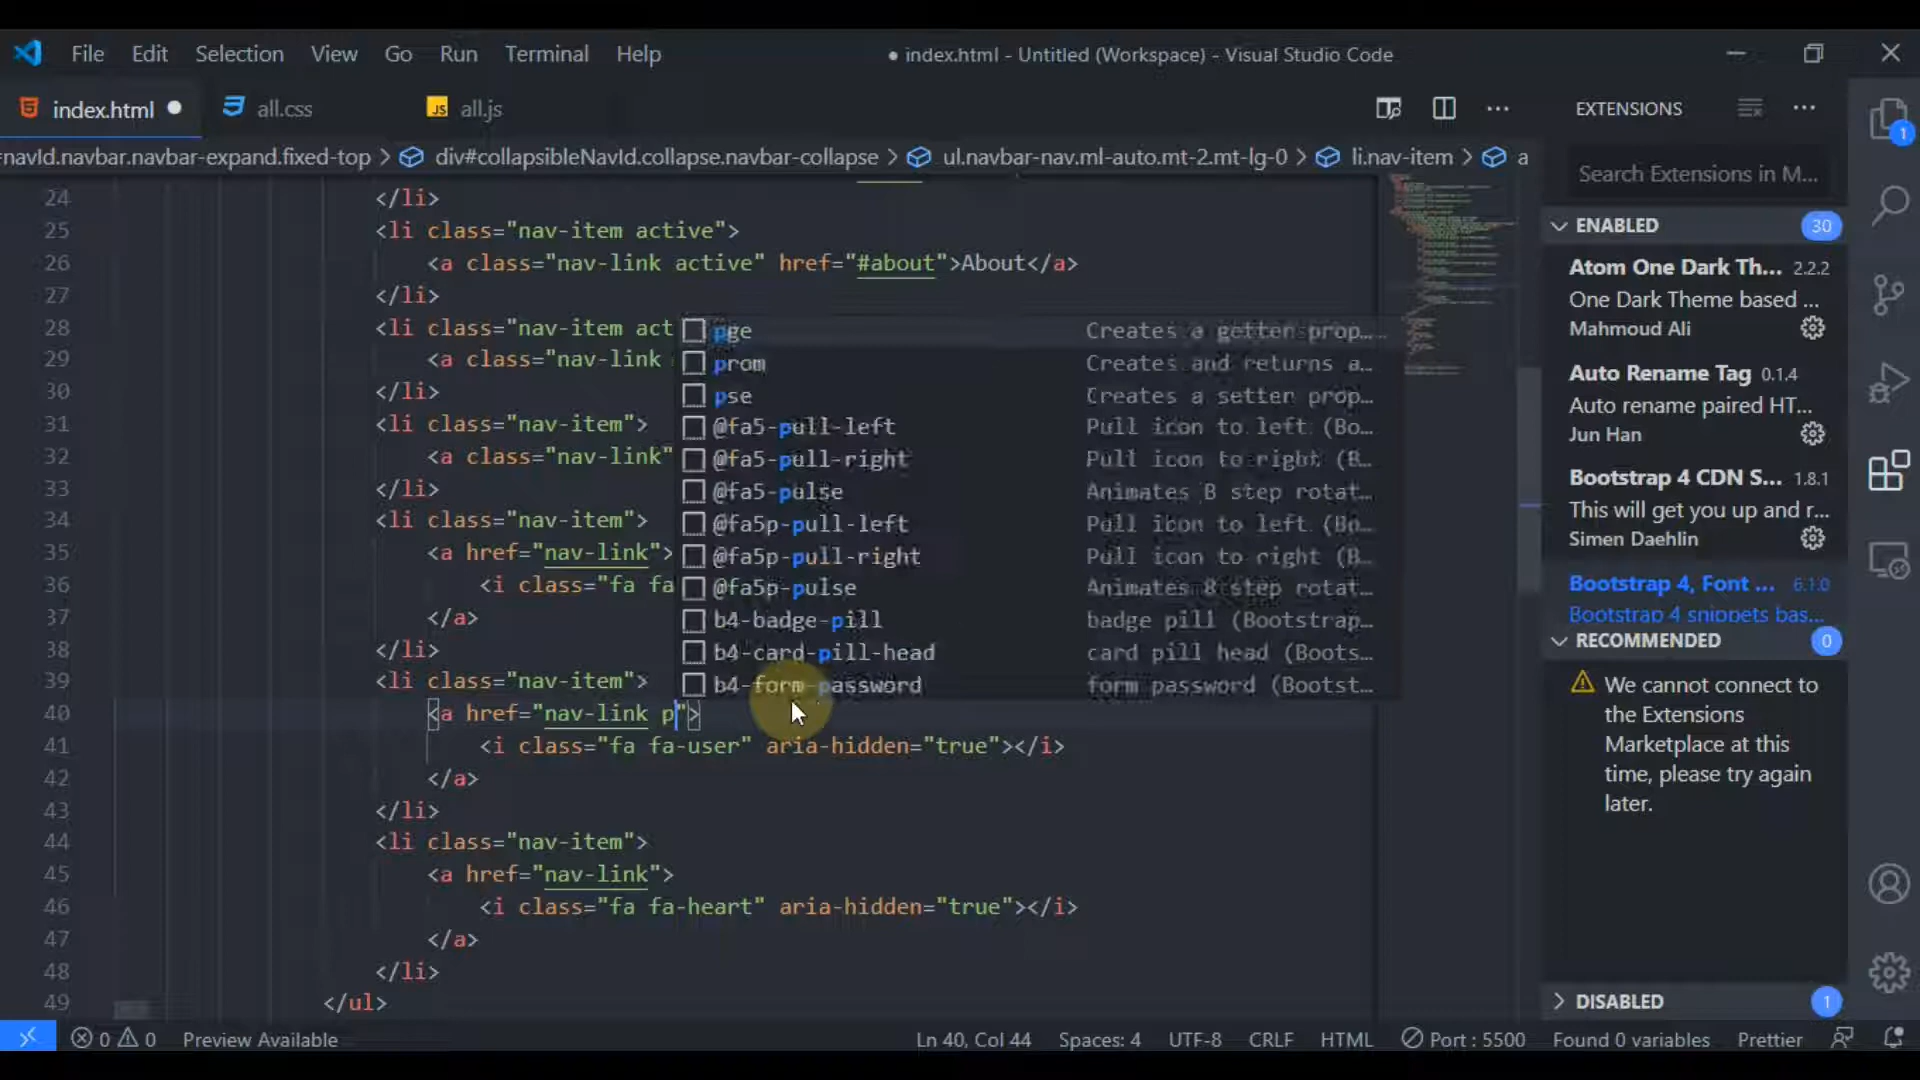 File Edit Selection View Go Run Terminal Help
● index.html - Untitled (Workspace) - Visual Studio Code
index.html ● all.css JS all.js
EXTENSIONS
navId.navbar.navbar-expand.fixed-top > div#collapsibleNavId.collapse.navbar-collapse > ul.navbar-nav.ml-auto.mt-2.mt-lg-0 > li.nav-item > a
24 </li>
25 <li class="nav-item active">
26 <a class="nav-link active" href="#about">About</a>
27 </li>
28 <li class="nav-item act
29 <a class="nav-link
30 </li>
31 <li class="nav-item">
32 <a class="nav-link"
33 </li>
34 <li class="nav-item">
35 <a href="nav-link">
36 <i class="fa fa
37 </a>
38 </li>
39 <li class="nav-item">
40 <a href="nav-link p">
41 <i class="fa fa-user" aria-hidden="true"></i>
42 </a>
43 </li>
44 <li class="nav-item">
45 <a href="nav-link">
46 <i class="fa fa-heart" aria-hidden="true"></i>
47 </a>
48 </li>
49 </ul>
pge Creates a getter prop...
prom Creates and returns a...
pse Creates a setter prop...
@fa5-pull-left Pull icon to left (Bo...
@fa5-pull-right Pull icon to right (B...
@fa5-pulse Animates 8 step rotat...
@fa5p-pull-left Pull icon to left (Bo...
@fa5p-pull-right Pull icon to right (B...
@fa5p-pulse Animates 8 step rotat...
b4-badge-pill badge pill (Bootstrap...
b4-card-pill-head card pill head (Boots...
b4-form-password form password (Bootst...
Search Extensions in M...
ENABLED 30
Atom One Dark Th... 2.2.2
One Dark Theme based ...
Mahmoud Ali
Auto Rename Tag 0.1.4
Auto rename paired HT...
Jun Han
Bootstrap 4 CDN S... 1.8.1
This will get you up and r...
Simen Daehlin
Bootstrap 4, Font ... 6.1.0
Bootstrap 4 snippets bas...
RECOMMENDED 0
We cannot connect to
the Extensions
Marketplace at this
time, please try again
later.
DISABLED 1
1
0 0 Preview Available
Ln 40, Col 44 Spaces: 4 UTF-8 CRLF HTML Port : 5500 Found 0 variables Prettier